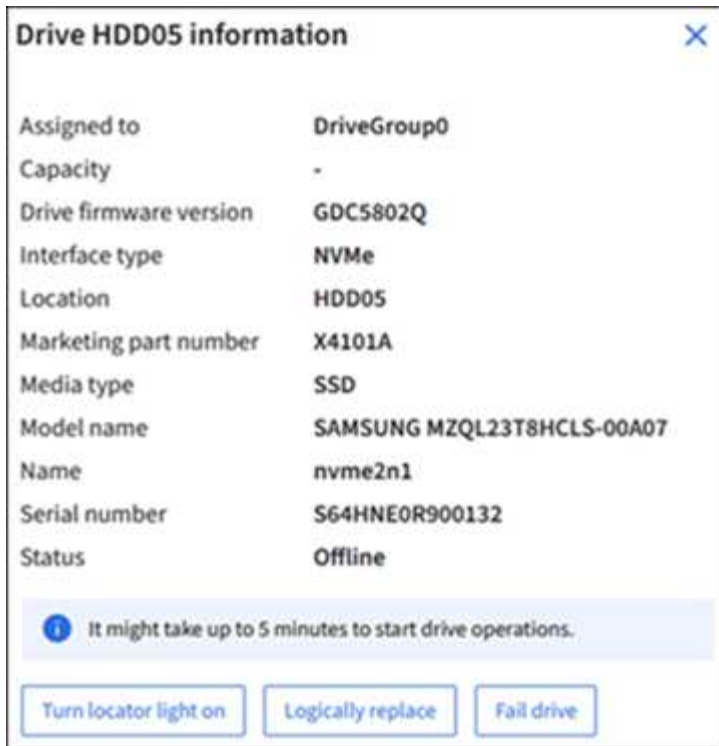 Drive HDD05 information
Assigned to DriveGroup0
Capacity -
Drive firmware version GDC5802Q
Interface type NVMe
Location HDD05
Marketing part number X4101A
Media type SSD
Model name SAMSUNG MZQL23T8HCLS-00A07
Name nvme2n1
Serial number S64HNE0R900132
Status Offline
It might take up to 5 minutes to start drive operations.
Turn locator light on Logically replace Fail drive